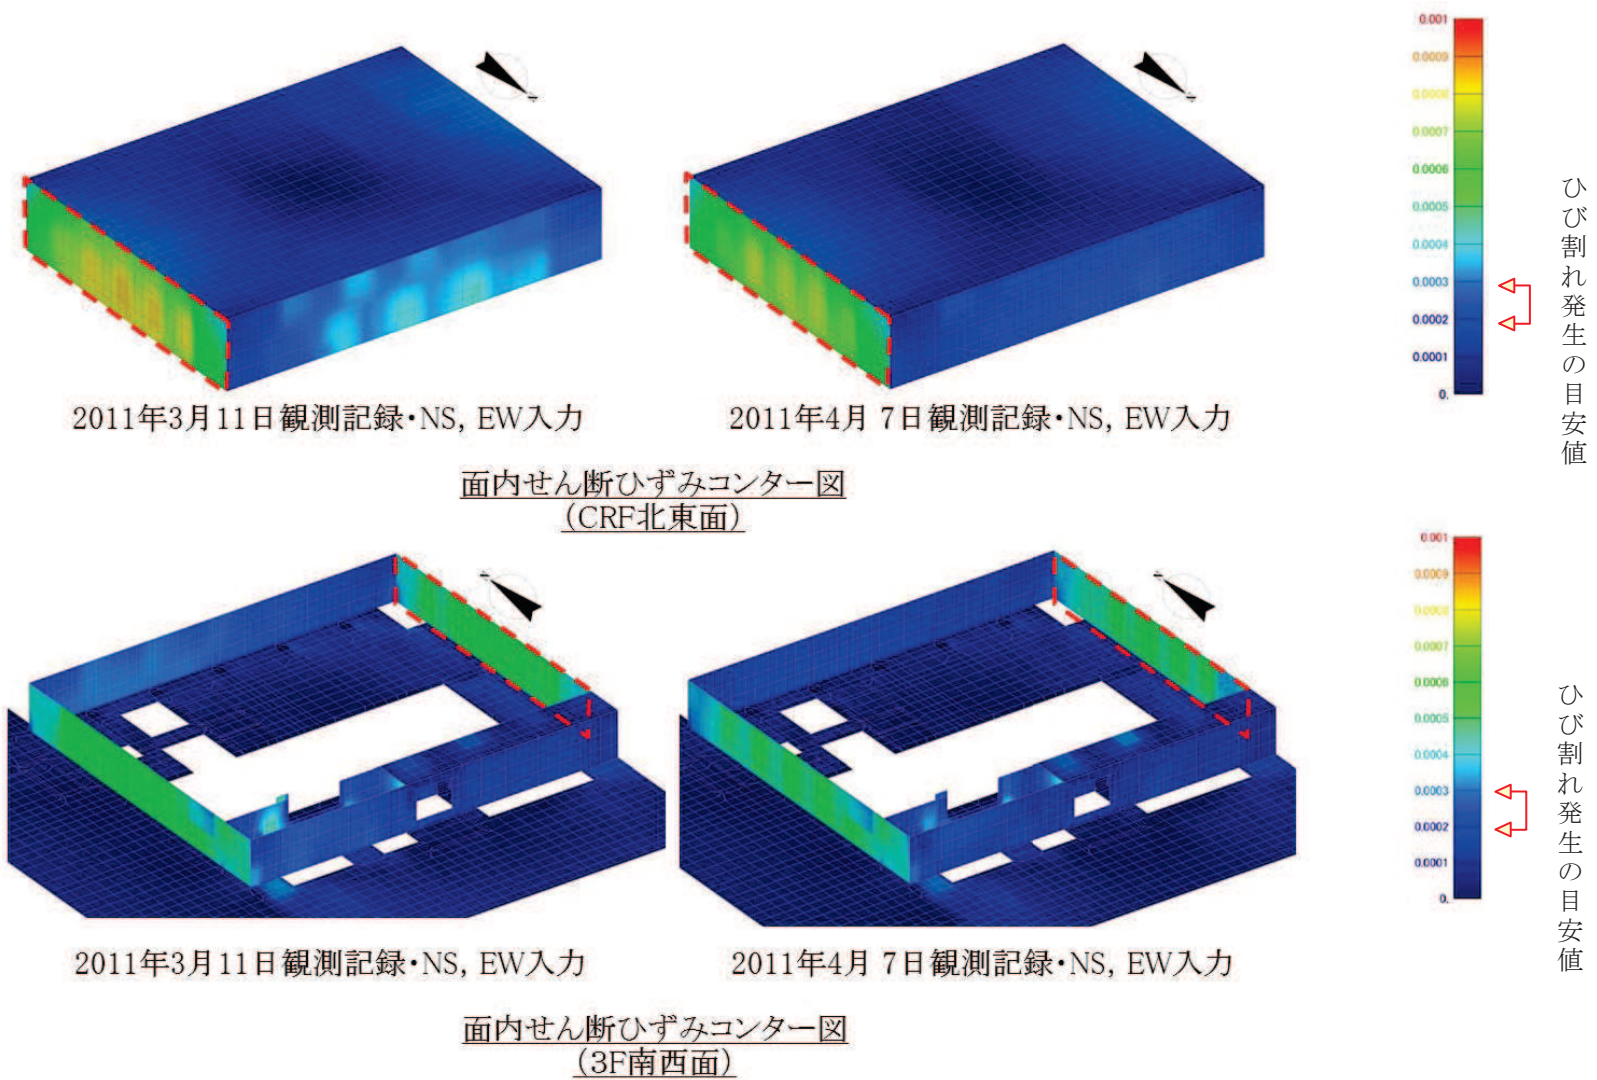 0.001
0.0009
0.0008
0.0007
0.0006
0.0005
0.0004
0.0003
0.0002
0.0001
0.
ひび割れ発生の目安値
2011年3月11日観測記録・NS, EW入力
2011年4月 7日観測記録・NS, EW入力
面内せん断ひずみコンター図
(CRF北東面)
0.001
0.0009
0.0008
0.0007
0.0006
0.0005
0.0004
0.0003
0.0002
0.0001
0.
ひび割れ発生の目安値
2011年3月11日観測記録・NS, EW入力
2011年4月 7日観測記録・NS, EW入力
面内せん断ひずみコンター図
(3F南西面)